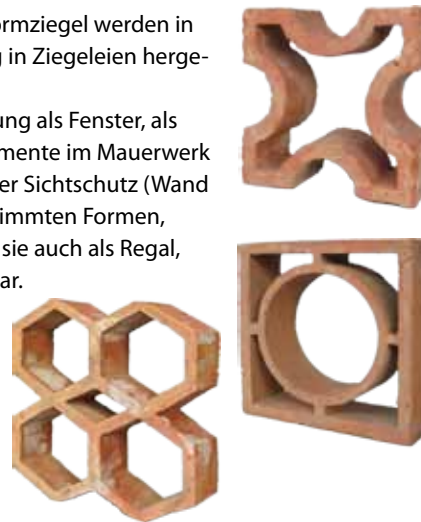 ormziegel werden in
g in Ziegeleien herge-
ung als Fenster, als
mente im Mauerwerk
er Sichtschutz (Wand
timmten Formen,
sie auch als Regal,
ar.